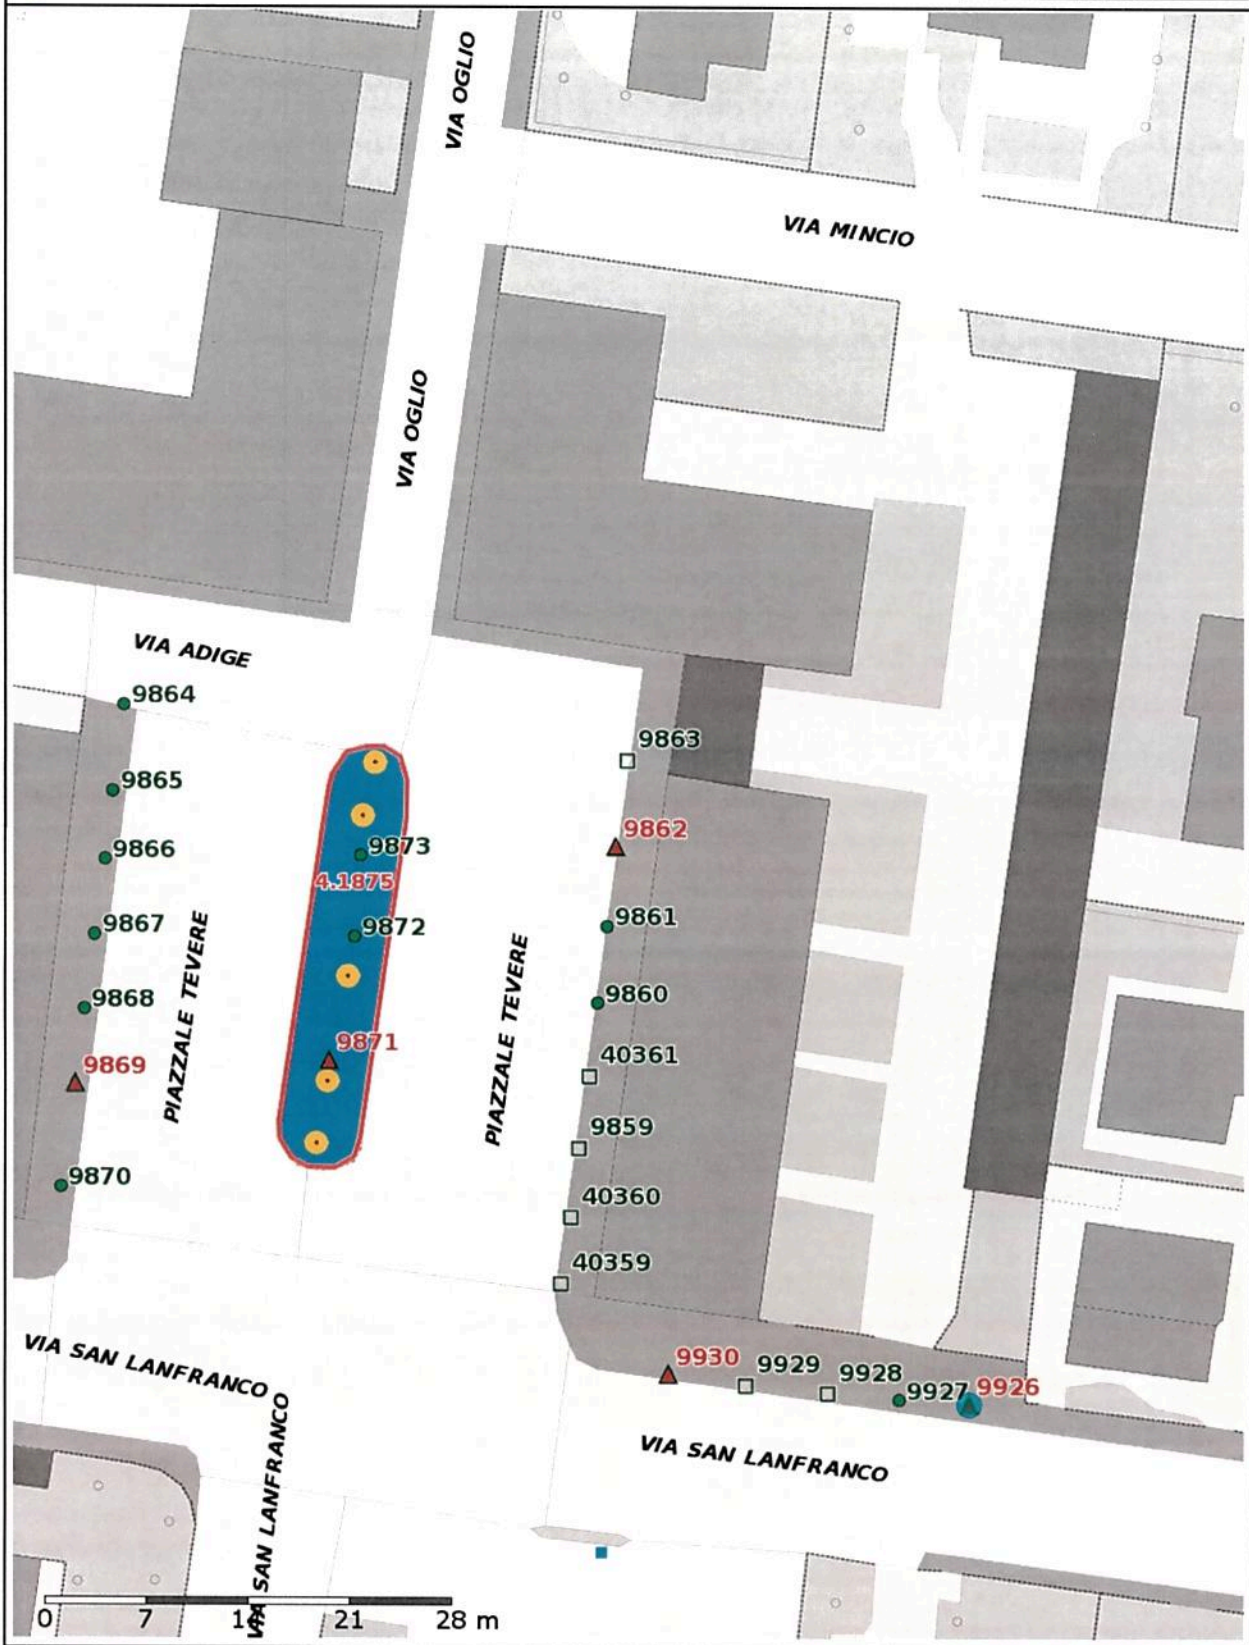 VIA OGLIO
VIA MINCIO
VIA OGLIO
VIA ADIGE
9864
9863
9865
9862
9866
9873
4.1875
9867
9861
9872
PIAZZALE TEVERE
PIAZZALE TEVERE
9868
9860
9871
40361
9869
9859
9870
40360
40359
VIA SAN LANFRANCO
9930
9929
9928
9927
9926
VIA SAN LANFRANCO
VIA SAN LANFRANCO
0 7 14 21 28 m